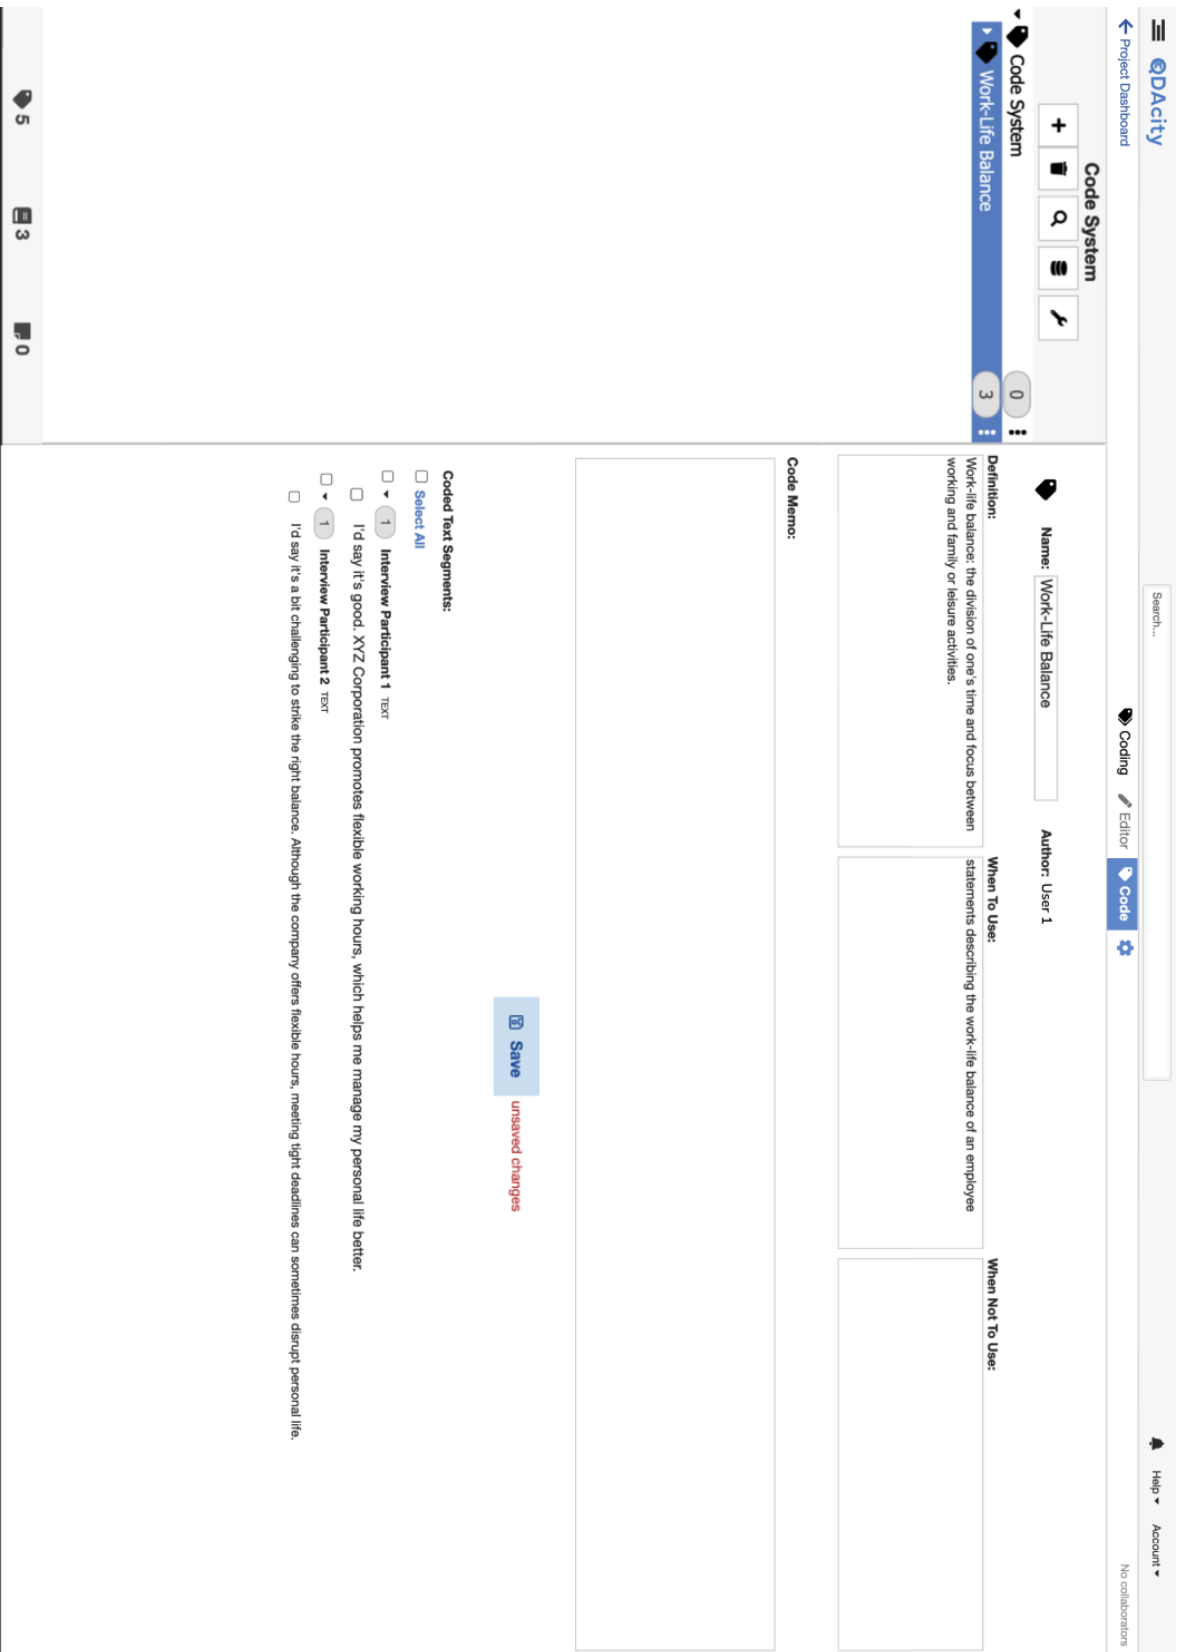 QDAcity
Search...
Help
Account
Project Dashboard
Coding
Editor
Code
No collaborators
Code System
Code System
0
Work-Life Balance
3
5
3
0
Name: Work-Life Balance
Author: User 1
Definition:
Work-life balance: the division of one's time and focus between
working and family or leisure activities.
When To Use:
statements describing the work-life balance of an employee
When Not To Use:
Code Memo:
Save
unsaved changes
Coded Text Segments:
Select All
1 Interview Participant 1 TEXT
I'd say it's good. XYZ Corporation promotes flexible working hours, which helps me manage my personal life better.
1 Interview Participant 2 TEXT
I'd say it's a bit challenging to strike the right balance. Although the company offers flexible hours, meeting tight deadlines can sometimes disrupt personal life.